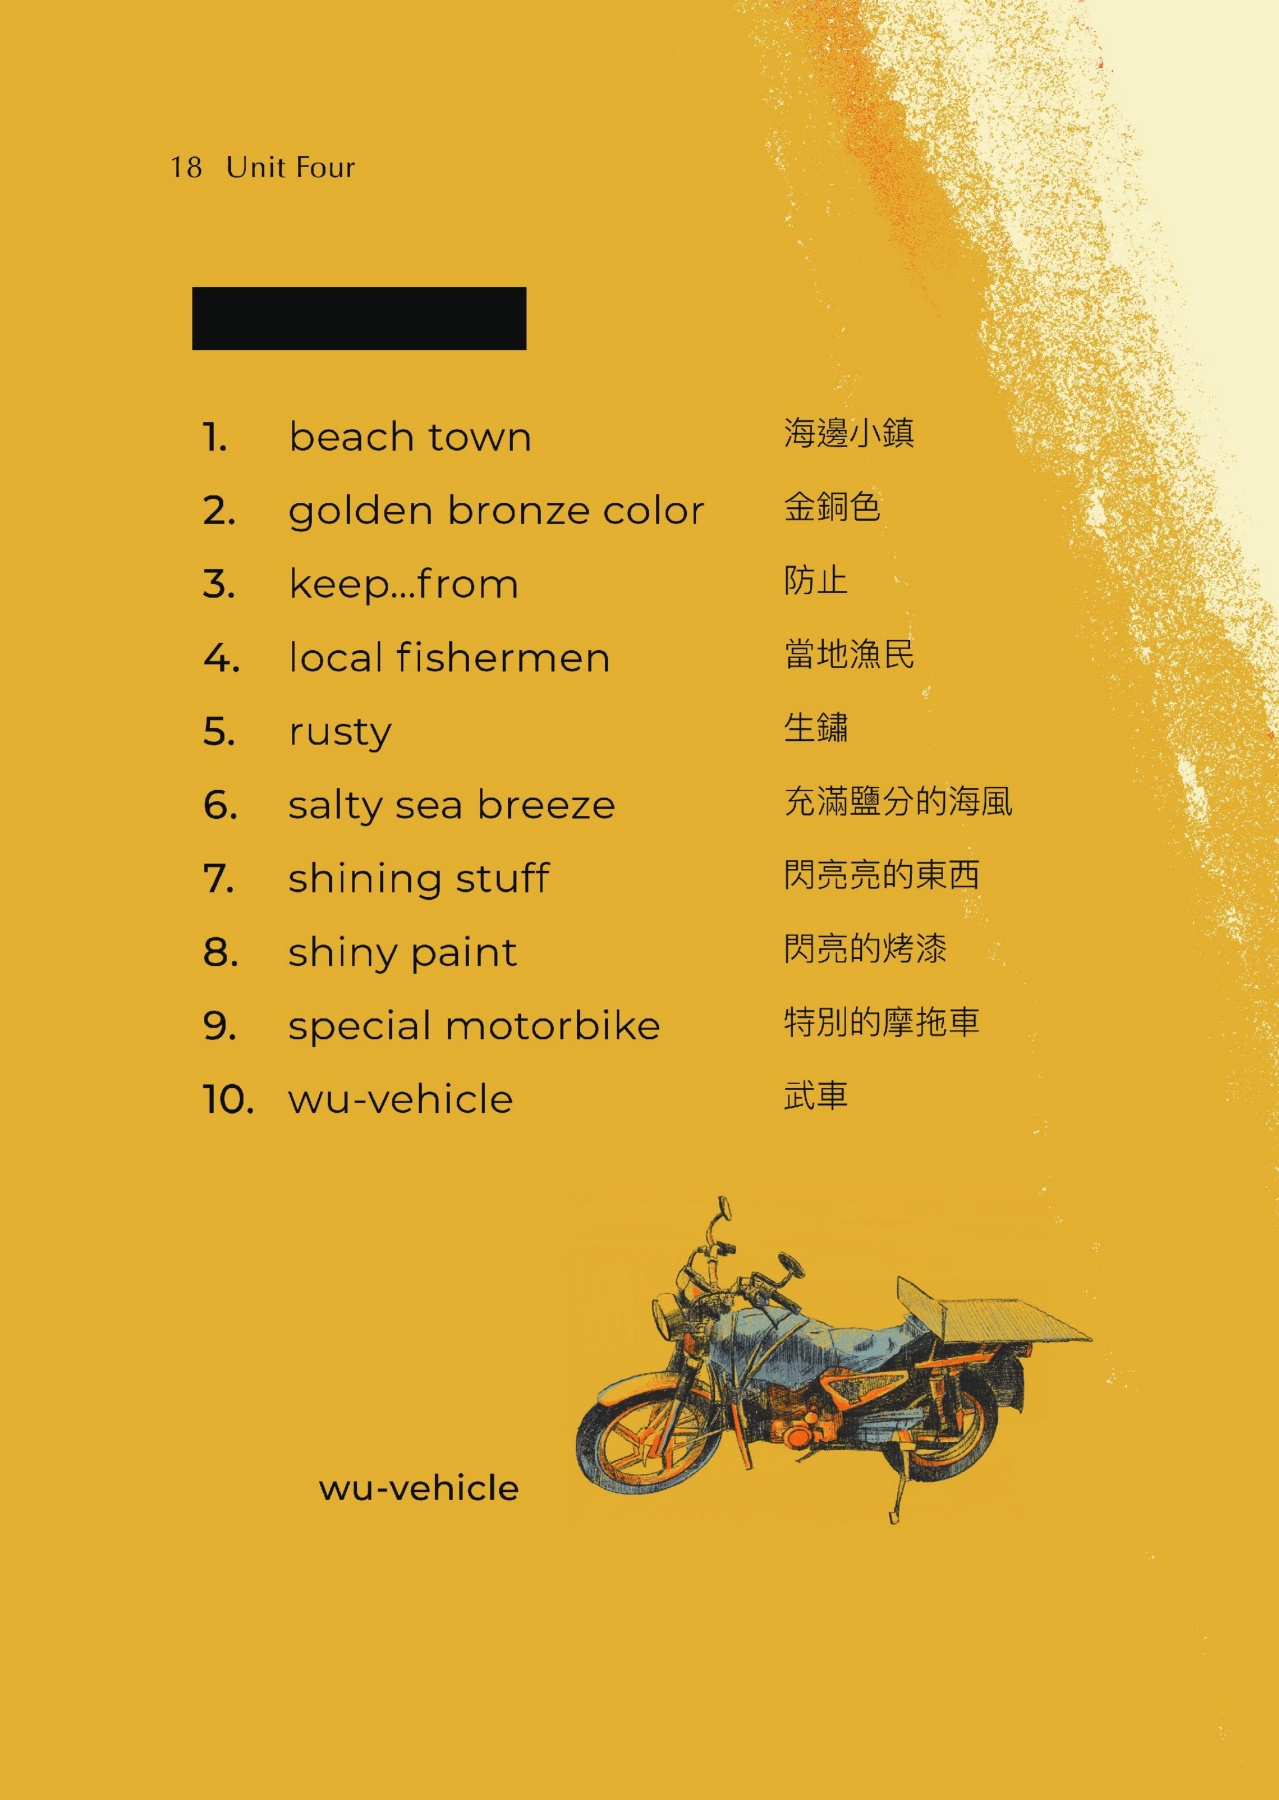 18 Unit Four
1. beach town 海邊小鎮
2. golden bronze color 金銅色
3. keep...from 防止
4. local fishermen 當地漁民
5. rusty 生鏽
6. salty sea breeze 充滿鹽分的海風
7. shining stuff 閃亮亮的東西
8. shiny paint 閃亮的烤漆
9. special motorbike 特別的摩拖車
10. wu-vehicle 武車
wu-vehicle